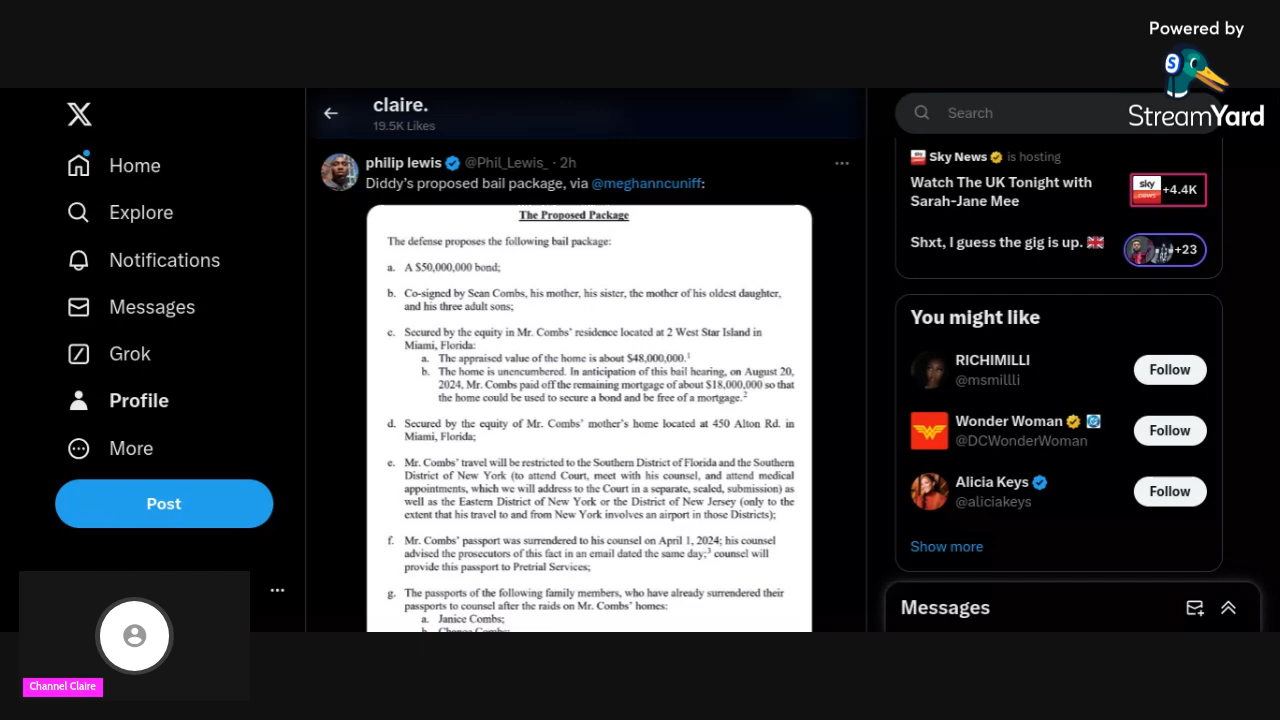 Powered by
S
StreamYard
Home
Explore
Notifications
Messages
Grok
Profile
More
Post
Channel Claire
claire.
19.5K Likes
philip lewis @Phil_Lewis_ · 2h
Diddy's proposed bail package, via @meghanncuniff:
The Proposed Package
The defense proposes the following bail package:
a. A $50,000,000 bond;
b. Co-signed by Sean Combs, his mother, his sister, the mother of his oldest daughter,
and his three adult sons;
c. Secured by the equity in Mr. Combs' residence located at 2 West Star Island in
Miami, Florida:
a. The appraised value of the home is about $48,000,000.¹
b. The home is unencumbered. In anticipation of this bail hearing, on August 20,
2024, Mr. Combs paid off the remaining mortgage of about $18,000,000 so that
the home could be used to secure a bond and be free of a mortgage.²
d. Secured by the equity of Mr. Combs' mother's home located at 450 Alton Rd. in
Miami, Florida;
e. Mr. Combs' travel will be restricted to the Southern District of Florida and the Southern
District of New York (to attend Court, meet with his counsel, and attend medical
appointments, which we will address to the Court in a separate, sealed, submission) as
well as the Eastern District of New York or the District of New Jersey (only to the
extent that his travel to and from New York involves an airport in those Districts);
f. Mr. Combs' passport was surrendered to his counsel on April 1, 2024; his counsel
advised the prosecutors of this fact in an email dated the same day;³ counsel will
provide this passport to Pretrial Services;
g. The passports of the following family members, who have already surrendered their
passports to counsel after the raids on Mr. Combs' homes:
a. Janice Combs;
Search
Sky News is hosting
Watch The UK Tonight with
Sarah-Jane Mee
sky
news
+4.4K
Shxt, I guess the gig is up. 🇬🇧
+23
You might like
RICHIMILLI
@msmillli
Follow
Wonder Woman
@DCWonderWoman
Follow
Alicia Keys
@aliciakeys
Follow
Show more
Messages